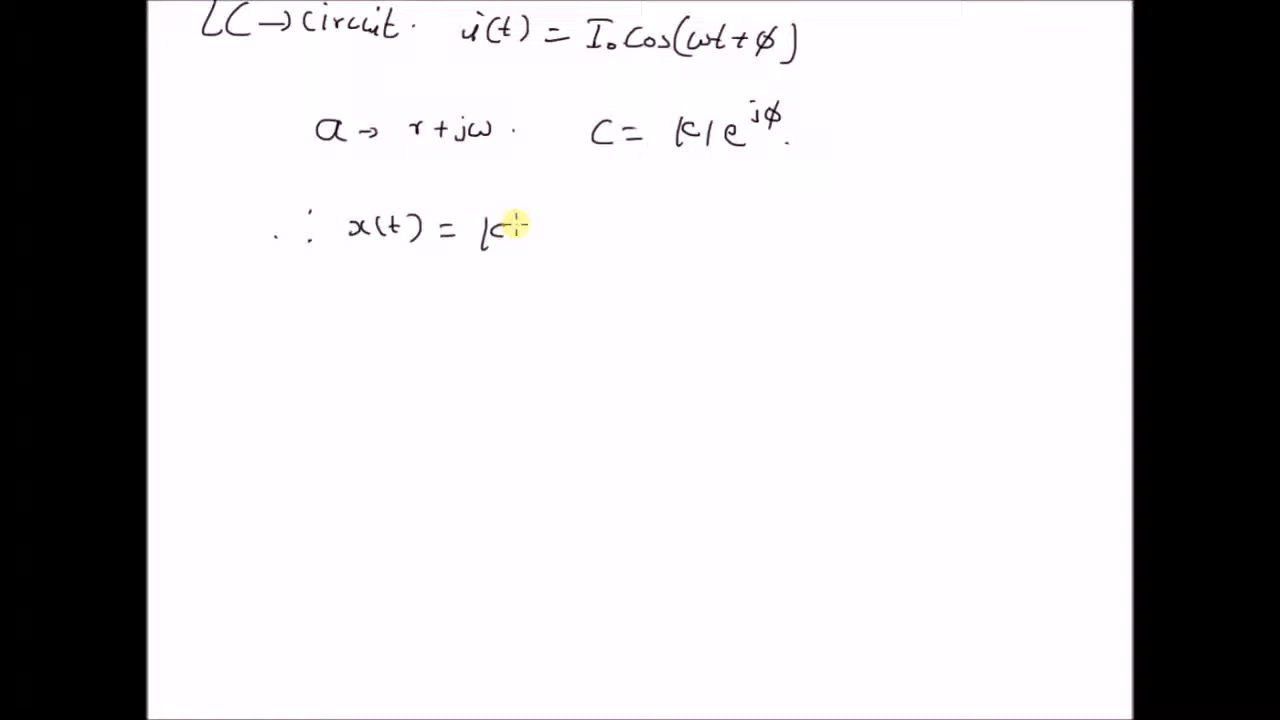 LC → Circuit. i(t) = I₀ Cos(ωt + ϕ)
a → r + jω . C = |c| e^{jϕ}.
∴ x(t) = |c